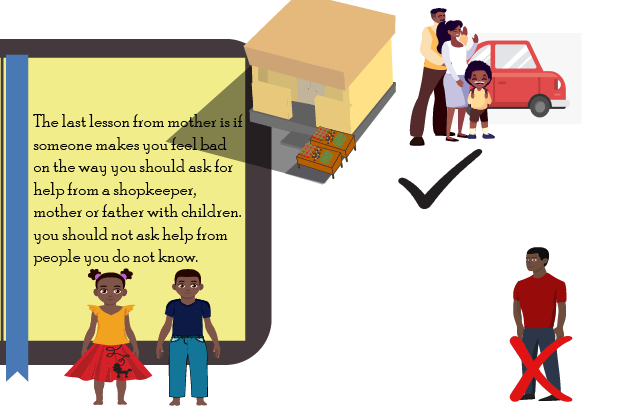 The last lesson from mother is if
someone makes you feel bad
on the way you should ask for
help from a shopkeeper,
mother or father with children.
you should not ask help from
people you do not know.